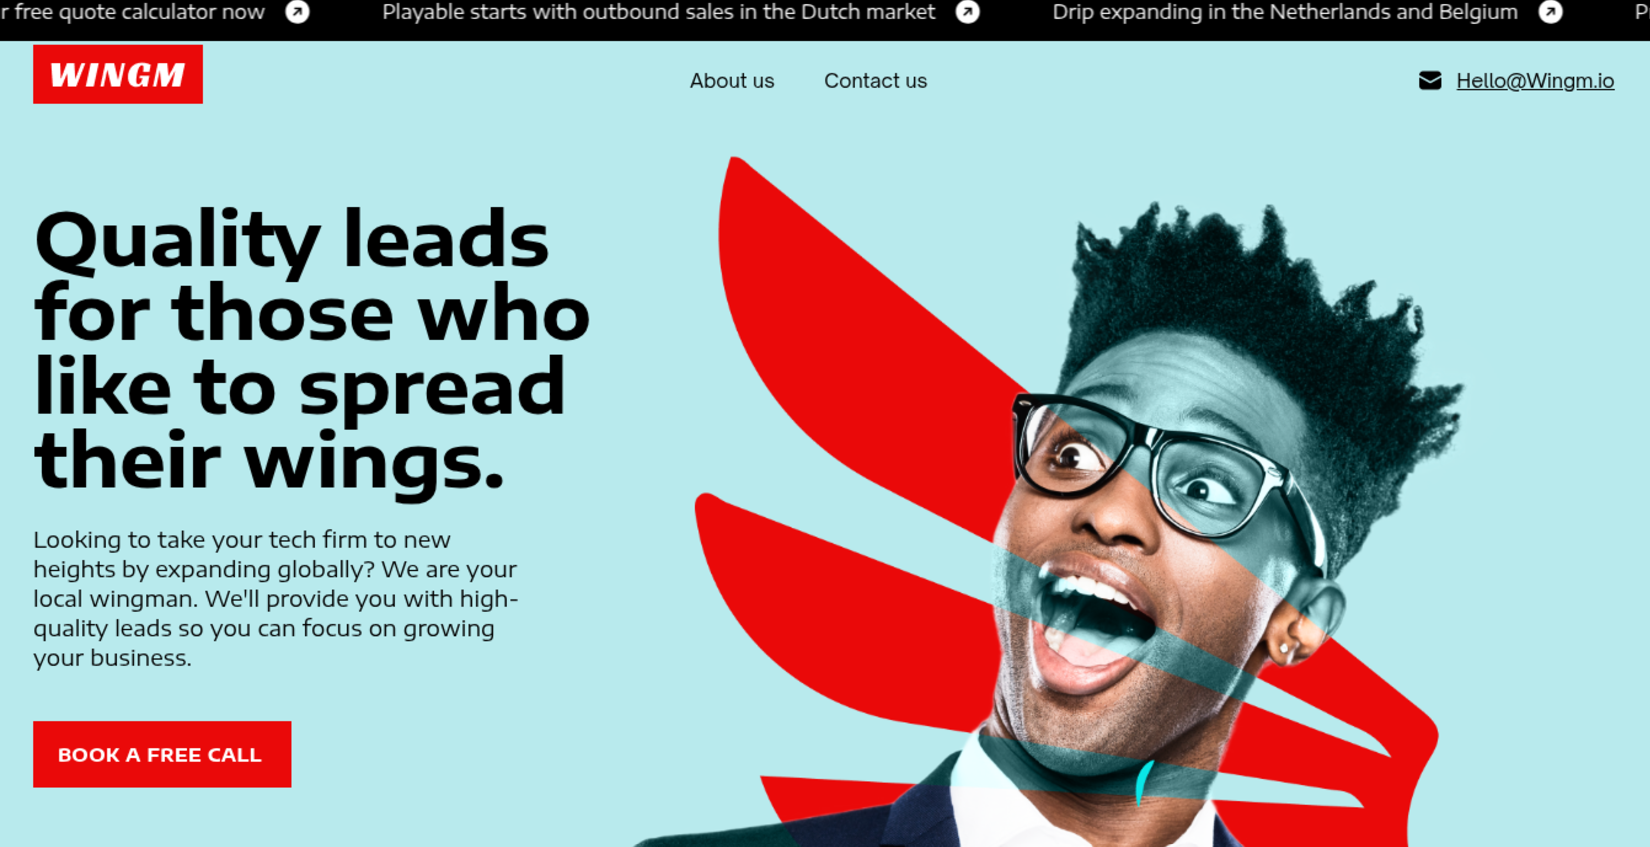 r free quote calculator now
Playable starts with outbound sales in the Dutch market
Drip expanding in the Netherlands and Belgium
WINGM
About us
Contact us
Hello@Wingm.io
Quality leads
for those who
like to spread
their wings.
Looking to take your tech firm to new
heights by expanding globally? We are your
local wingman. We'll provide you with high-
quality leads so you can focus on growing
your business.
BOOK A FREE CALL